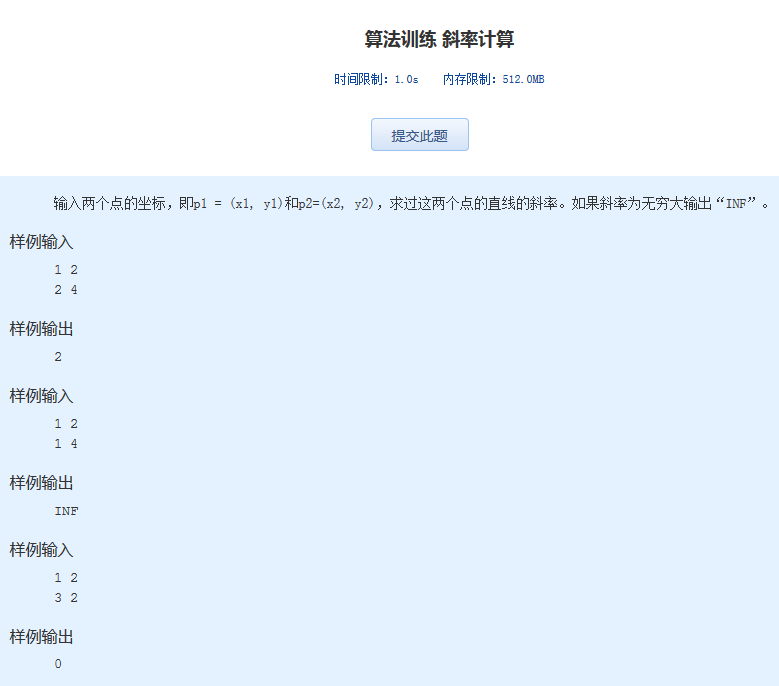 算法训练 斜率计算
时间限制：1.0s 内存限制：512.0MB
提交此题
输入两个点的坐标，即p1 = (x1, y1)和p2=(x2, y2)，求过这两个点的直线的斜率。如果斜率为无穷大输出“INF”。
样例输入
1 2
2 4
样例输出
2
样例输入
1 2
1 4
样例输出
INF
样例输入
1 2
3 2
样例输出
0